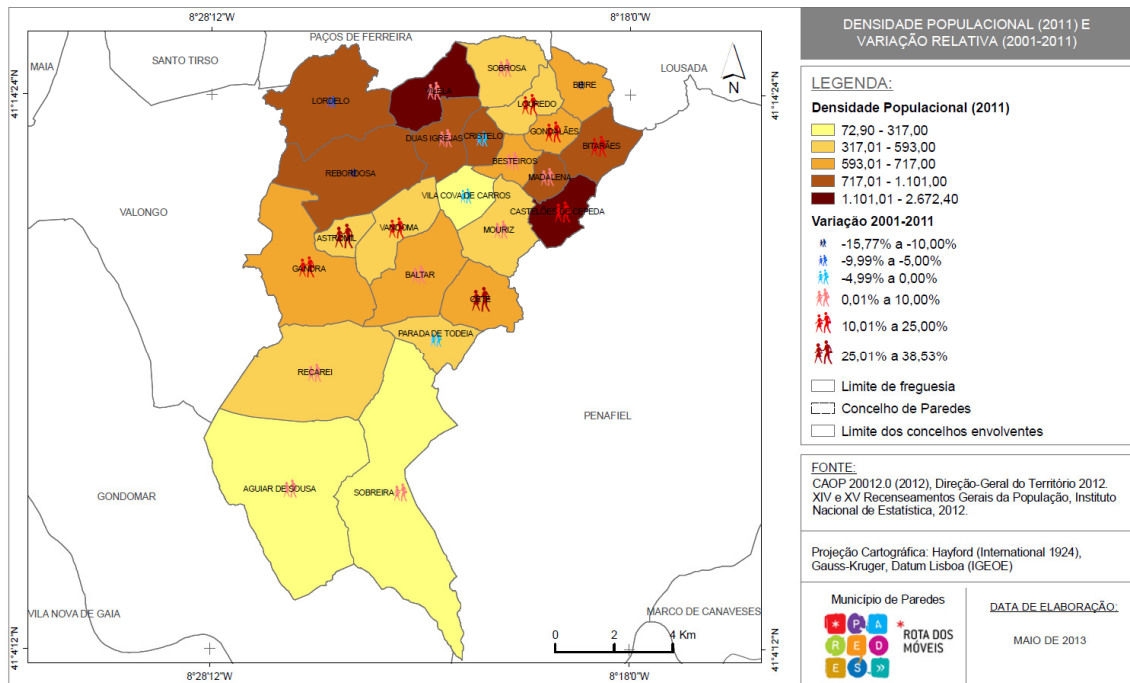 8°28'12"W
8°18'0"W
DENSIDADE POPULACIONAL (2011) E
VARIAÇÃO RELATIVA (2001-2011)
41°14'24"N
41°14'24"N
PAÇOS DE FERREIRA
MAIA
SANTO TIRSO
LOUSADA
N
SOBROSA
BEIRE
LORDELO
VILELA
LOUREDO
GONDALÃES
DUAS IGREJAS
CRISTELO
BITARÃES
BESTEIROS
REBORDOSA
MADALENA
VILA COVA DE CARROS
VALONGO
CASTELÕES DE CEPEDA
ASTROMIL
VANDOMA
MOURIZ
GANDRA
BALTAR
CETE
PARADA DE TODEIA
RECAREI
PENAFIEL
AGUIAR DE SOUSA
SOBREIRA
GONDOMAR
VILA NOVA DE GAIA
MARCO DE CANAVESES
0 2 4 Km
41°4'12"N
41°4'12"N
8°28'12"W
8°18'0"W
LEGENDA:
Densidade Populacional (2011)
72,90 - 317,00
317,01 - 593,00
593,01 - 717,00
717,01 - 1.101,00
1.101,01 - 2.672,40
Variação 2001-2011
-15,77% a -10,00%
-9,99% a -5,00%
-4,99% a 0,00%
0,01% a 10,00%
10,01% a 25,00%
25,01% a 38,53%
Limite de freguesia
Concelho de Paredes
Limite dos concelhos envolventes
FONTE:
CAOP 20012.0 (2012), Direção-Geral do Território 2012.
XIV e XV Recenseamentos Gerais da População, Instituto
Nacional de Estatística, 2012.
Projeção Cartográfica: Hayford (International 1924),
Gauss-Kruger, Datum Lisboa (IGEOE)
Município de Paredes
* P A
R E D
E S »
* ROTA DOS
MÓVEIS
DATA DE ELABORAÇÃO:
MAIO DE 2013